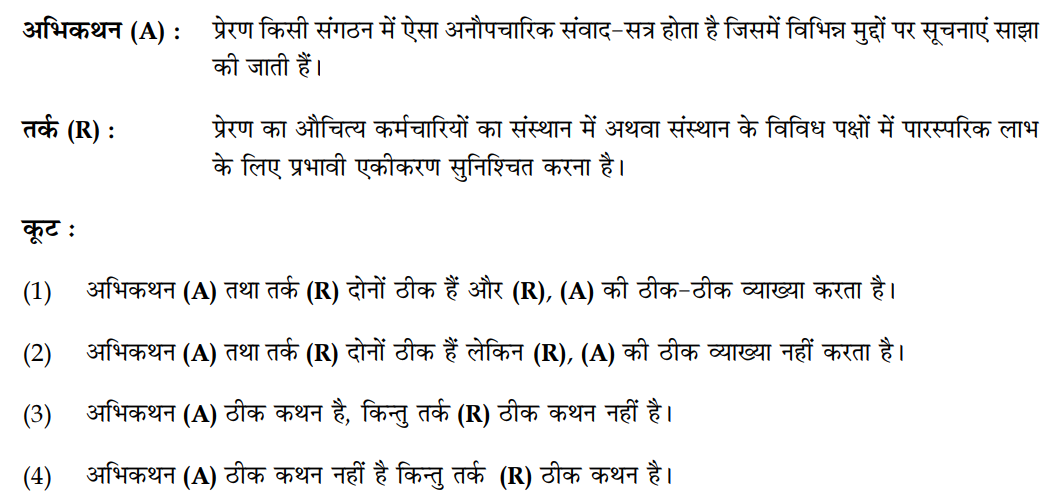 अभिकथन (A) : प्रेरण किसी संगठन में ऐसा अनौपचारिक संवाद-सत्र होता है जिसमें विभिन्न मुद्दों पर सूचनाएं साझा
की जाती हैं।
तर्क (R) : प्रेरण का औचित्य कर्मचारियों का संस्थान में अथवा संस्थान के विविध पक्षों में पारस्परिक लाभ
के लिए प्रभावी एकीकरण सुनिश्चित करना है।
कूट :
(1) अभिकथन (A) तथा तर्क (R) दोनों ठीक हैं और (R), (A) की ठीक-ठीक व्याख्या करता है।
(2) अभिकथन (A) तथा तर्क (R) दोनों ठीक हैं लेकिन (R), (A) की ठीक व्याख्या नहीं करता है।
(3) अभिकथन (A) ठीक कथन है, किन्तु तर्क (R) ठीक कथन नहीं है।
(4) अभिकथन (A) ठीक कथन नहीं है किन्तु तर्क (R) ठीक कथन है।